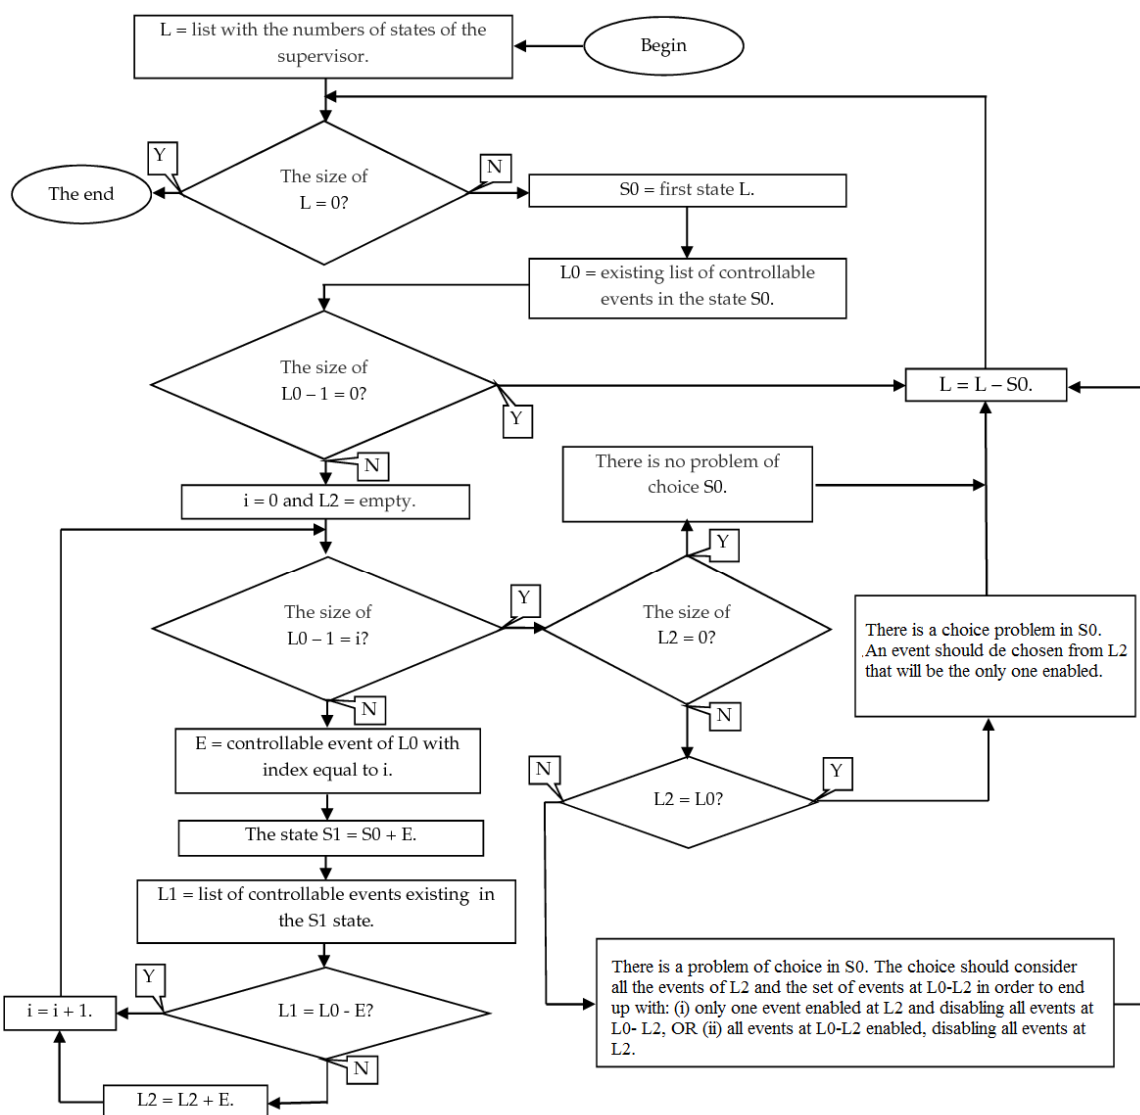 L = list with the numbers of states of the
supervisor.
Begin
Y
N
The end
The size of
L = 0?
S0 = first state L.
L0 = existing list of controllable
events in the state S0.
The size of
L0 – 1 = 0?
Y
L = L – S0.
N
There is no problem of
choice S0.
i = 0 and L2 = empty.
Y
The size of
L0 – 1 = i?
Y
The size of
L2 = 0?
There is a choice problem in S0.
An event should de chosen from L2
that will be the only one enabled.
N
N
E = controllable event of L0 with
index equal to i.
N
L2 = L0?
Y
The state S1 = S0 + E.
L1 = list of controllable events existing in
the S1 state.
Y
L1 = L0 - E?
i = i + 1.
N
L2 = L2 + E.
There is a problem of choice in S0. The choice should consider
all the events of L2 and the set of events at L0-L2 in order to end
up with: (i) only one event enabled at L2 and disabling all events at
L0- L2, OR (ii) all events at L0-L2 enabled, disabling all events at
L2.